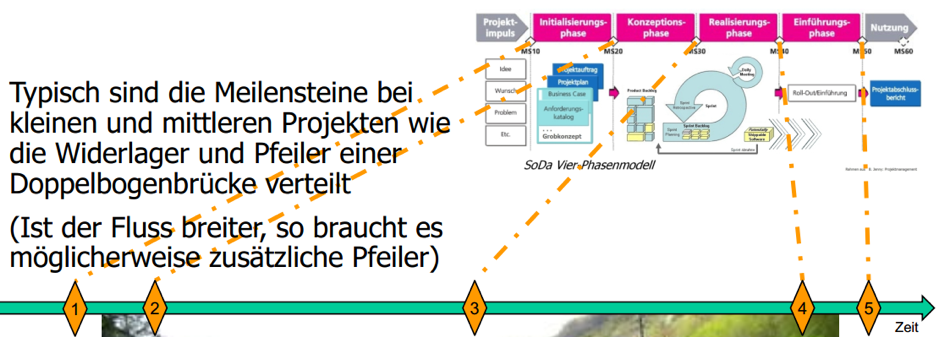 Projekt-
impuls
Initialisierungs-
phase
Konzeptions-
phase
Realisierungs-
phase
Einführungs-
phase
Nutzung
MS10
MS20
MS30
MS40
MS50
MS60
Idee
Wunsch
Problem
Etc.
Projektauftrag
Projektplan
Business Case
Anforderungs-
katalog
...
Grobkonzept
Product Backlog
Sprint
Retrospective
Sprint
Daily
Meeting
Sprint
Planning
Sprint Backlog
Potentially
Shippable
Software
Sprint iteration
Roll-Out/Einführung
Projektabschluss-
bericht
SoDa Vier-Phasenmodell
Typisch sind die Meilensteine bei
kleinen und mittleren Projekten wie
die Widerlager und Pfeiler einer
Doppelbogenbrücke verteilt
(Ist der Fluss breiter, so braucht es
möglicherweise zusätzliche Pfeiler)
1
2
3
4
5
Zeit